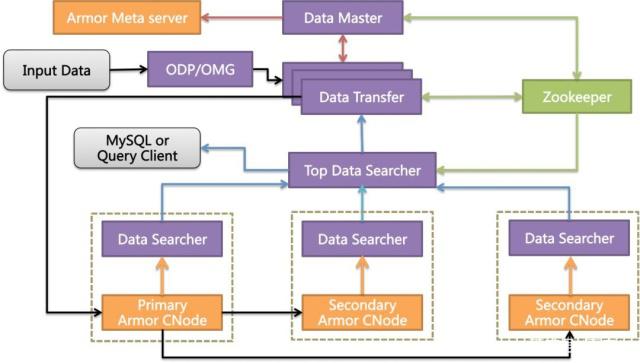 Armor Meta server
Data Master
Input Data
ODP/OMG
Data Transfer
Zookeeper
MySQL or
Query Client
Top Data Searcher
Data Searcher
Data Searcher
Data Searcher
Primary
Armor CNode
Secondary
Armor CNode
Secondary
Armor CNode